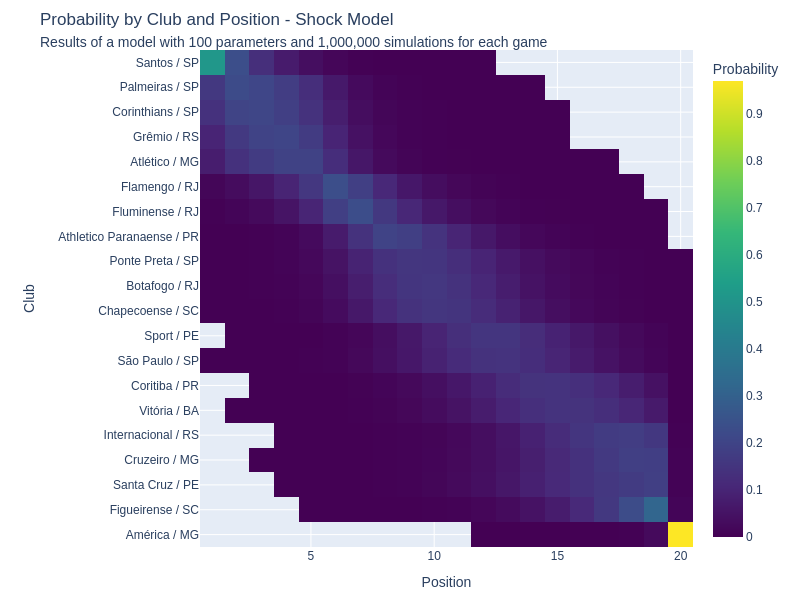 Probability by Club and Position - Shock Model
Results of a model with 100 parameters and 1,000,000 simulations for each game
Probability
Santos / SP
Palmeiras / SP
Corinthians / SP
Grêmio / RS
Atlético / MG
Flamengo / RJ
Fluminense / RJ
Athletico Paranaense / PR
Ponte Preta / SP
Botafogo / RJ
Chapecoense / SC
Sport / PE
São Paulo / SP
Coritiba / PR
Vitória / BA
Internacional / RS
Cruzeiro / MG
Santa Cruz / PE
Figueirense / SC
América / MG
Club
5
10
15
20
Position
0.9
0.8
0.7
0.6
0.5
0.4
0.3
0.2
0.1
0